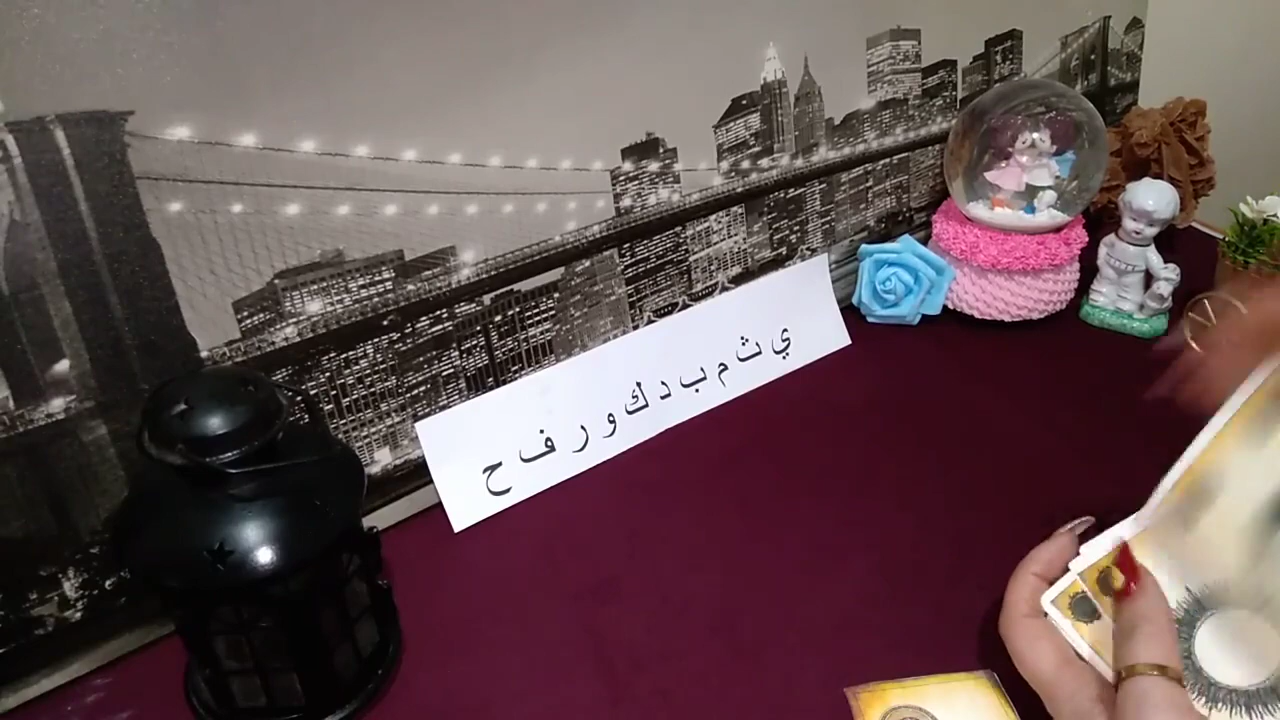 ي ث م ب د ك و ر ف ح